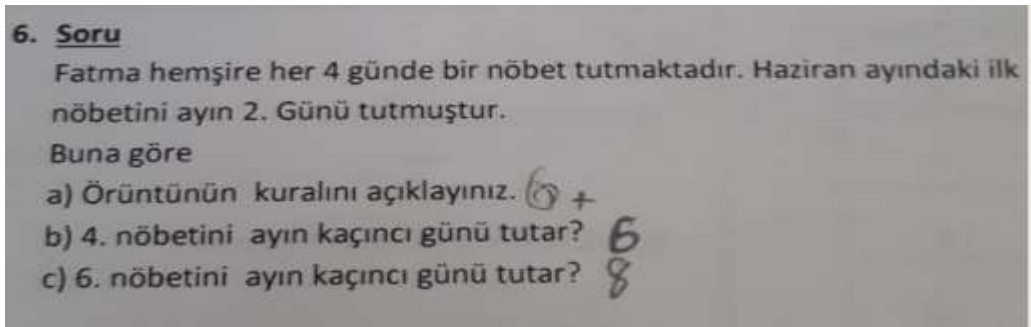 6. Soru
Fatma hemşire her 4 günde bir nöbet tutmaktadır. Haziran ayındaki ilk
nöbetini ayın 2. Günü tutmuştur.
Buna göre
a) Örüntünün kuralını açıklayınız. 6 +
b) 4. nöbetini ayın kaçıncı günü tutar? 6
c) 6. nöbetini ayın kaçıncı günü tutar? 8